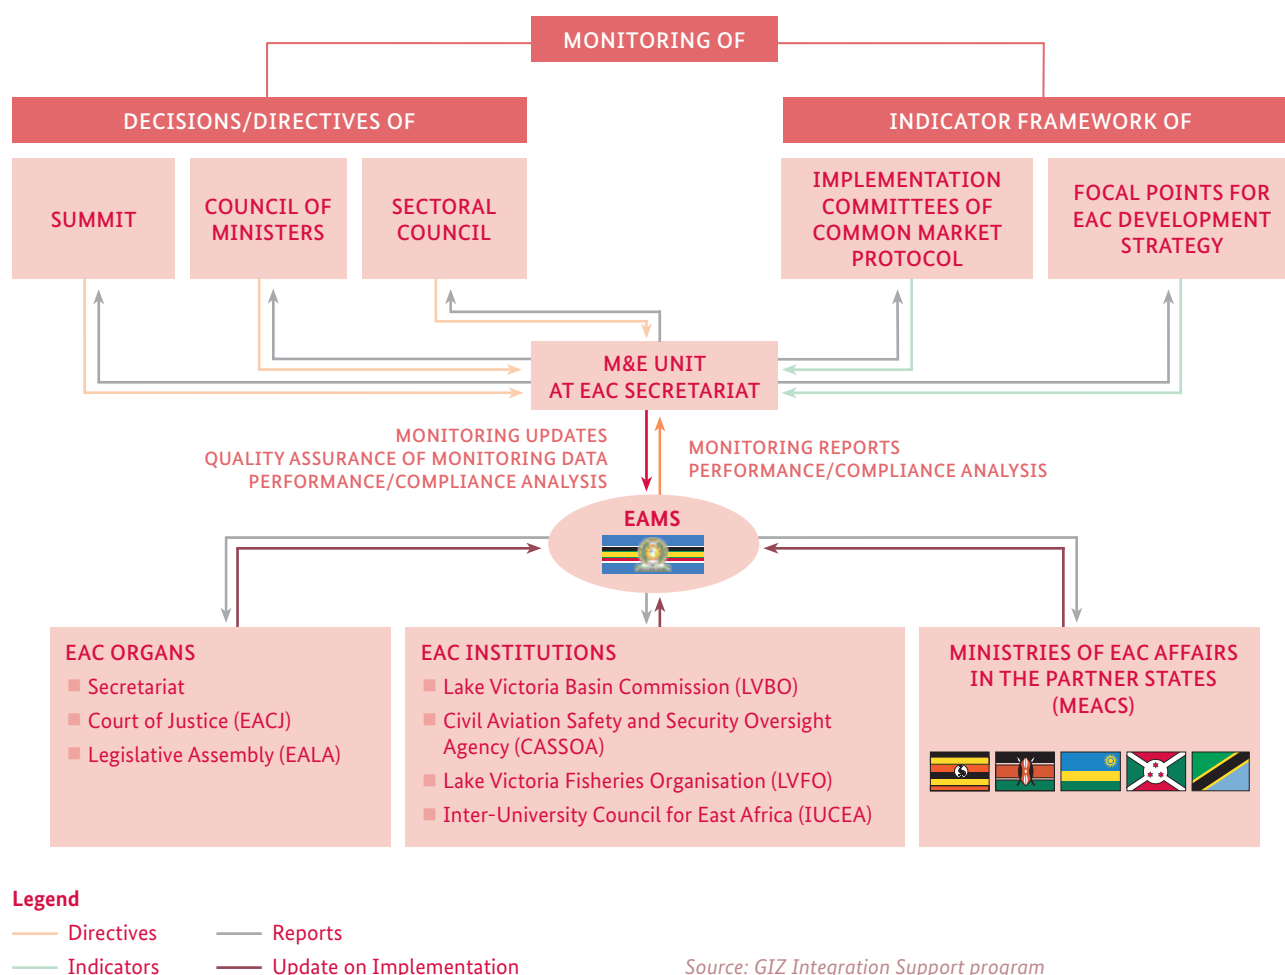 MONITORING OF
DECISIONS/DIRECTIVES OF
INDICATOR FRAMEWORK OF
SUMMIT
COUNCIL OF
MINISTERS
SECTORAL
COUNCIL
IMPLEMENTATION
COMMITTEES OF
COMMON MARKET
PROTOCOL
FOCAL POINTS FOR
EAC DEVELOPMENT
STRATEGY
M&E UNIT
AT EAC SECRETARIAT
MONITORING UPDATES
QUALITY ASSURANCE OF MONITORING DATA
PERFORMANCE/COMPLIANCE ANALYSIS
MONITORING REPORTS
PERFORMANCE/COMPLIANCE ANALYSIS
EAMS
EAC ORGANS
Secretariat
Court of Justice (EACJ)
Legislative Assembly (EALA)
EAC INSTITUTIONS
Lake Victoria Basin Commission (LVBO)
Civil Aviation Safety and Security Oversight
Agency (CASSOA)
Lake Victoria Fisheries Organisation (LVFO)
Inter-University Council for East Africa (IUCEA)
MINISTRIES OF EAC AFFAIRS
IN THE PARTNER STATES
(MEACS)
Legend
Directives
Reports
Indicators
Update on Implementation
Source: GIZ Integration Support program